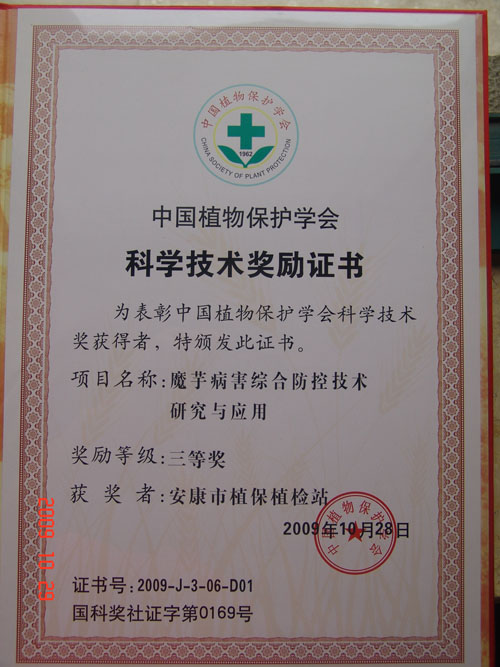 中国植物保护学会
1962
CHINA SOCIETY OF PLANT PROTECTION
中国植物保护学会
科学技术奖励证书
为表彰中国植物保护学会科学技术
奖获得者，特颁发此证书。
项目名称：魔芋病害综合防控技术
研究与应用
奖励等级：三等奖
获奖者：安康市植保植检站
2009年10月28日
中国植物保护学会
证书号：2009-J-3-06-D01
国科奖社证字第0169号
2009 10 29